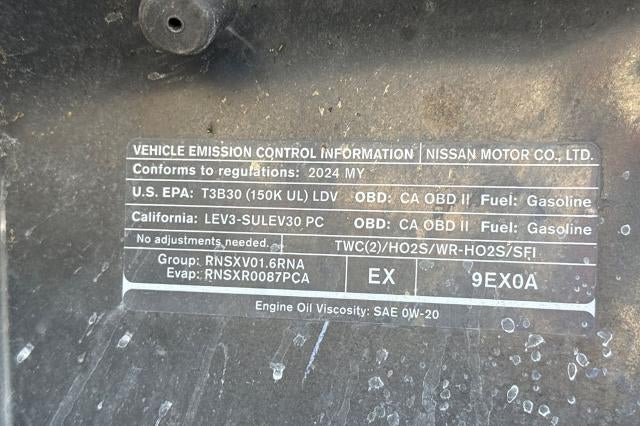 VEHICLE EMISSION CONTROL INFORMATION NISSAN MOTOR CO., LTD.
Conforms to regulations: 2024 MY
U.S. EPA: T3B30 (150K UL) LDV OBD: CA OBD II Fuel: Gasoline
California: LEV3-SULEV30 PC OBD: CA OBD II Fuel: Gasoline
No adjustments needed. TWC(2)/HO2S/WR-HO2S/SFI
Group: RNSXV01.6RNA
Evap: RNSXR0087PCA EX 9EX0A
Engine Oil Viscosity: SAE 0W-20